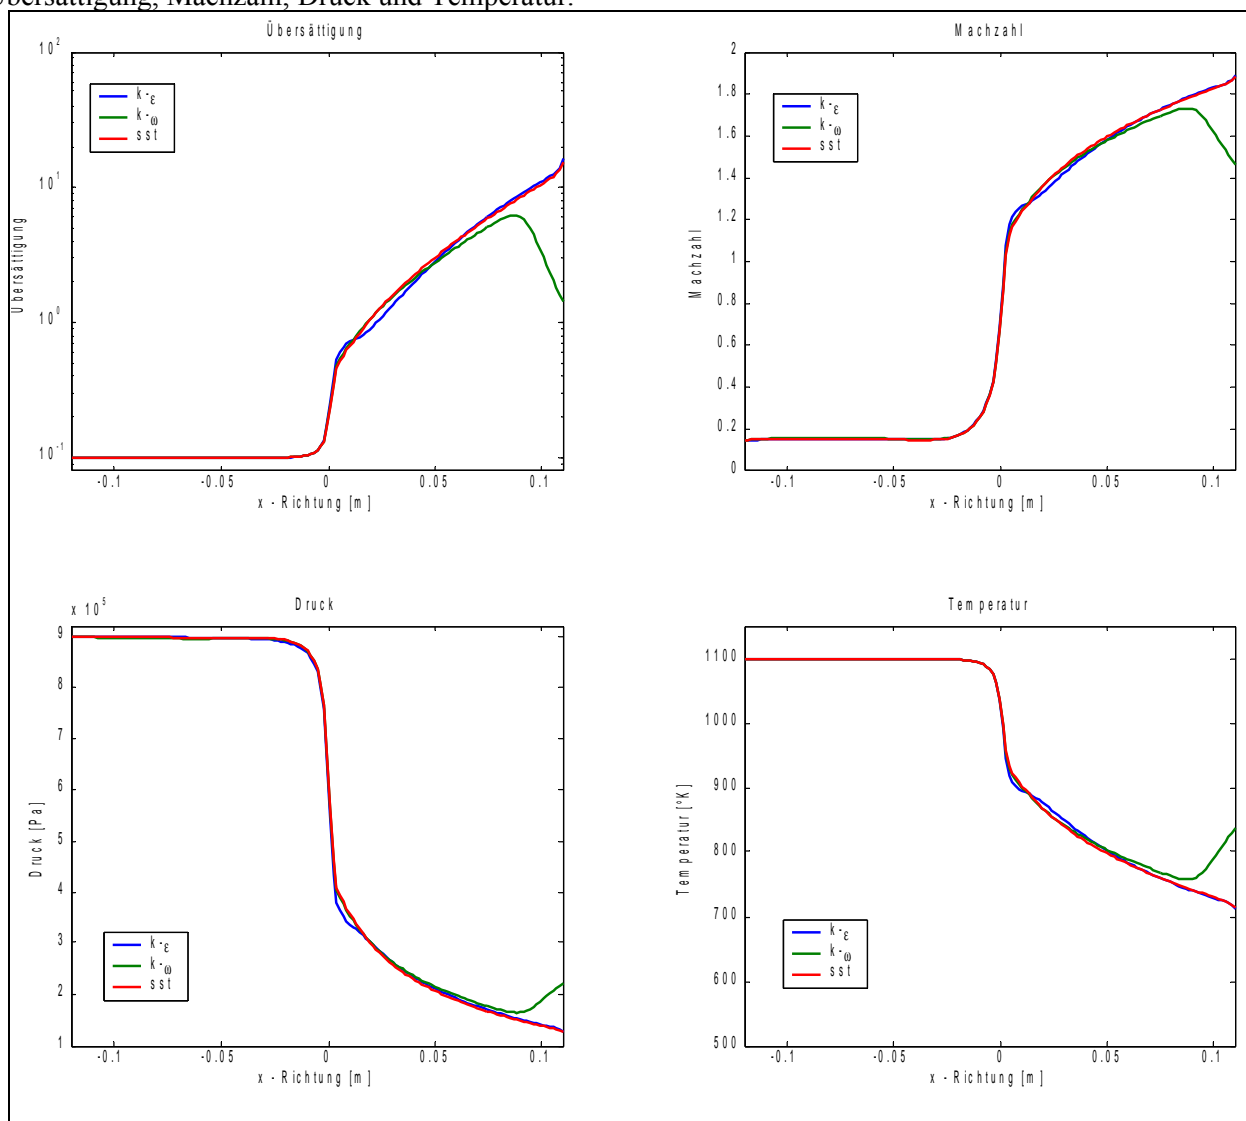 Übersättigung, Machzahl, Druck und Temperatur.
Übersättigung
10^2
10^1
10^0
10^-1
Übersättigung
k-ε
k-ω
sst
-0.1 -0.05 0 0.05 0.1
x - Richtung [m]
Machzahl
2
1.8
1.6
1.4
1.2
1
0.8
0.6
0.4
0.2
0
Machzahl
k-ε
k-ω
sst
-0.1 -0.05 0 0.05 0.1
x - Richtung [m]
Druck
x 10^5
9
8
7
6
5
4
3
2
1
Druck [Pa]
k-ε
k-ω
sst
-0.1 -0.05 0 0.05 0.1
x - Richtung [m]
Temperatur
1100
1000
900
800
700
600
500
Temperatur [°K]
k-ε
k-ω
sst
-0.1 -0.05 0 0.05 0.1
x - Richtung [m]